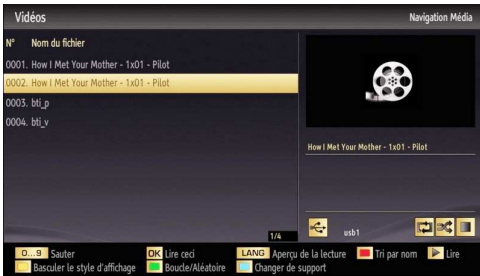 Vidéos
Navigation Média
N° Nom du fichier
0001. How I Met Your Mother - 1x01 - Pilot
0002. How I Met Your Mother - 1x01 - Pilot
0003. bti_p
0004. bti_v
How I Met Your Mother - 1x01 - Pilot
1/4
usb1
0...9 Sauter OK Lire ceci LANG Aperçu de la lecture Tri par nom Lire
Basculer le style d'affichage Boucle/Aléatoire Changer de support